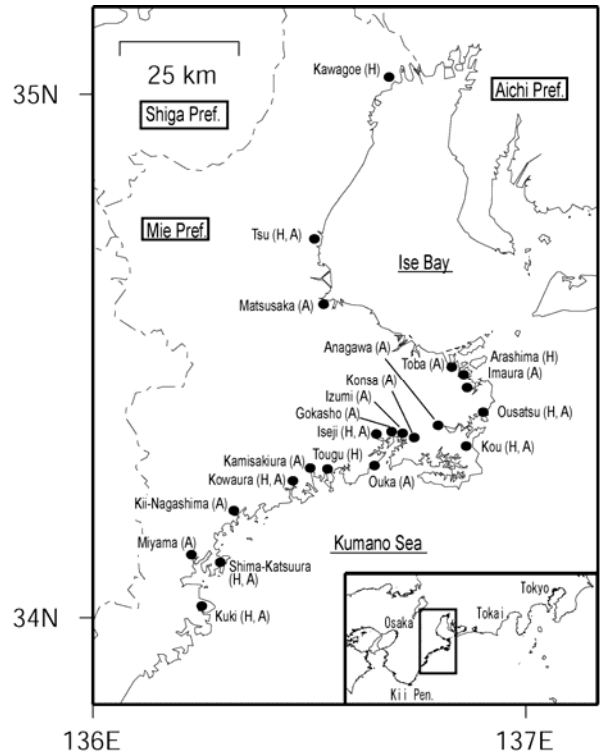 25 km
Kawagoe (H)
35N
Aichi Pref.
Shiga Pref.
Mie Pref.
Tsu (H, A)
Ise Bay
Matsusaka (A)
Anagawa (A)
Toba (A)
Arashima (H)
Imaura (A)
Konsa (A)
Izumi (A)
Gokasho (A)
Ousatsu (H, A)
Iseji (H, A)
Kou (H, A)
Tougu (H)
Kamisakiura (A)
Kowaura (H, A)
Ouka (A)
Kii-Nagashima (A)
Miyama (A)
Kumano Sea
Shima-Katsuura
(H, A)
Kuki (H, A)
34N
Tokyo
Tokai
Osaka
Kii Pen.
136E
137E